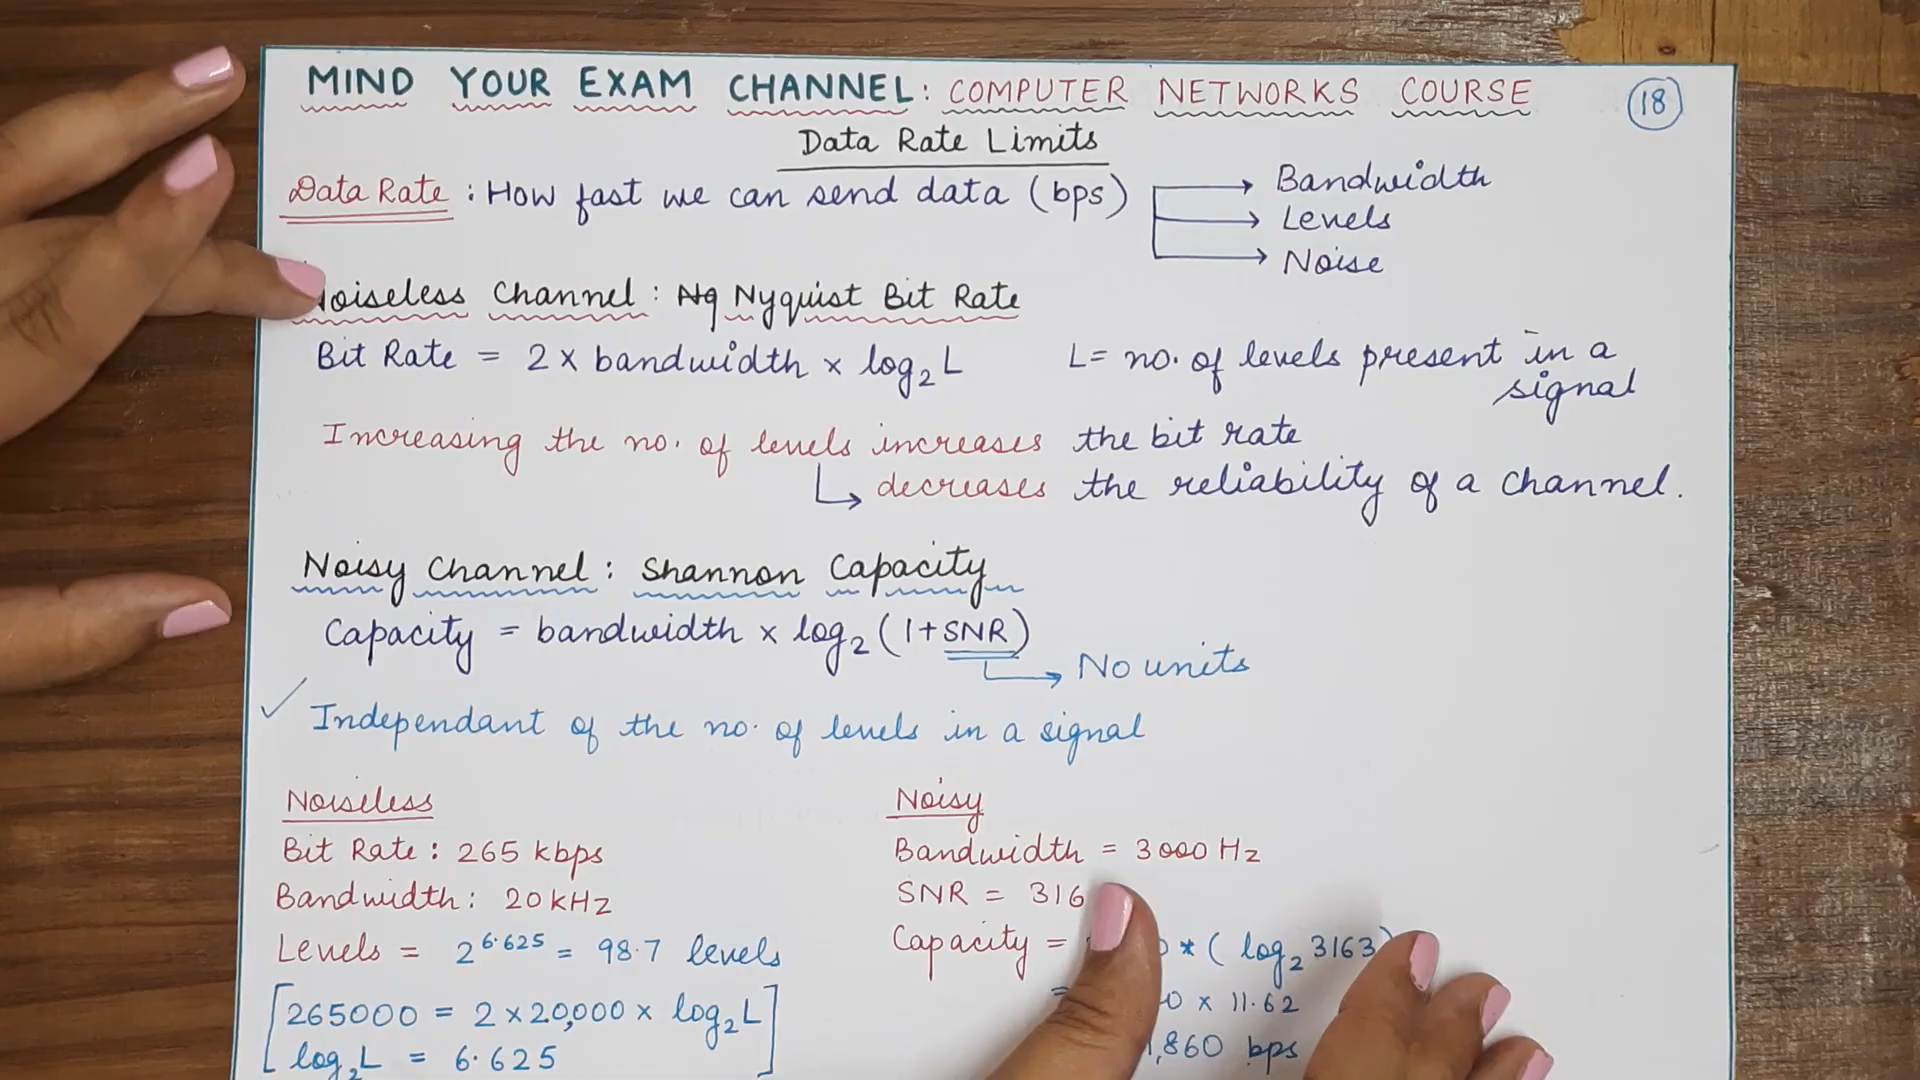 MIND YOUR EXAM CHANNEL: COMPUTER NETWORKS COURSE
18
Data Rate Limits
Data Rate : How fast we can send data (bps)
Bandwidth
Levels
Noise
oiseless Channel : Nq Nyquist Bit Rate
Bit Rate = 2 x bandwidth x log₂L
L= no. of levels present in a
signal
Increasing the no. of levels increases the bit rate
decreases the reliability of a channel.
Noisy Channel : Shannon Capacity
Capacity = bandwidth x log₂ (1+SNR)
No units
✓ Independant of the no. of levels in a signal
Noiseless
Bit Rate : 265 kbps
Bandwidth : 20kHz
Levels = 2^6.625 = 98.7 levels
[265000 = 2 x 20,000 x log₂L]
log₂L = 6.625
Noisy
Bandwidth = 3000 Hz
SNR = 316
Capacity = 0 * ( log₂ 3163)
= 0 x 11.62
,860 bps